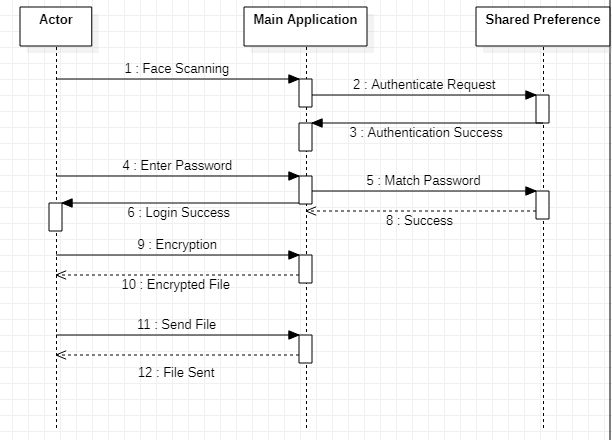 Actor
Main Application
Shared Preference
1 : Face Scanning
2 : Authenticate Request
3 : Authentication Success
4 : Enter Password
5 : Match Password
6 : Login Success
8 : Success
9 : Encryption
10 : Encrypted File
11 : Send File
12 : File Sent